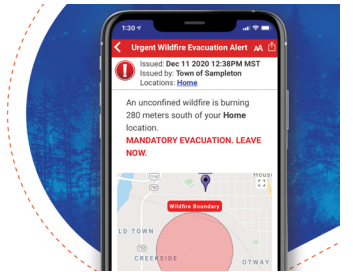 1:30
Urgent Wildfire Evacuation Alert AA
Issued: Dec 11 2020 12:38PM MST
Issued by: Town of Sampleton
Locations: Home
An unconfined wildfire is burning
280 meters south of your Home
location.
MANDATORY EVACUATION. LEAVE
NOW.
Wildfire Boundary
LD TOWN
CREEKSIDE
OTWAY